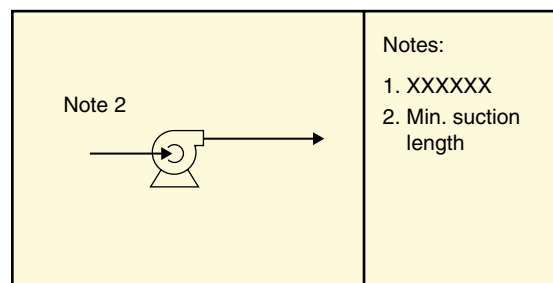 Note 2
Notes:
1. XXXXXX
2. Min. suction
length